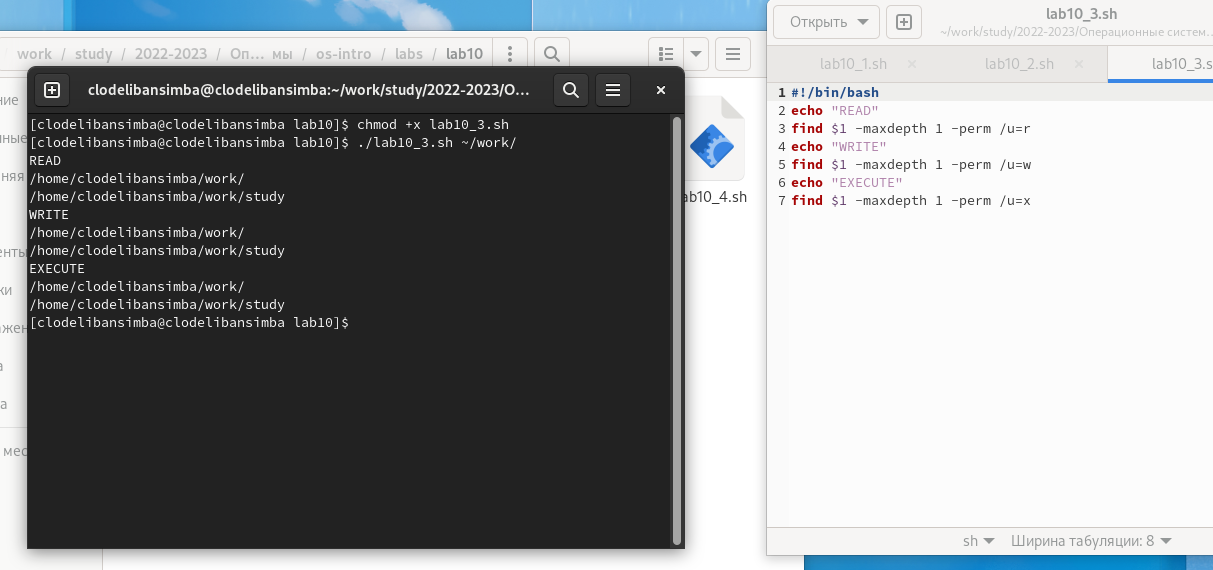 work / study / 2022-2023 / Оп… мы / os-intro / labs / lab10
clodelibansimba@clodelibansimba:~/work/study/2022-2023/О…
[clodelibansimba@clodelibansimba lab10]$ chmod +x lab10_3.sh
[clodelibansimba@clodelibansimba lab10]$ ./lab10_3.sh ~/work/
READ
/home/clodelibansimba/work/
/home/clodelibansimba/work/study
WRITE
/home/clodelibansimba/work/
/home/clodelibansimba/work/study
EXECUTE
/home/clodelibansimba/work/
/home/clodelibansimba/work/study
[clodelibansimba@clodelibansimba lab10]$
ние
нные
няя
енты
ки
ажен
а
а
мес
ab10_4.sh
Открыть
lab10_3.sh
~/work/study/2022-2023/Операционные систем…
lab10_1.sh × lab10_2.sh × lab10_3.s
1 #!/bin/bash
2 echo "READ"
3 find $1 -maxdepth 1 -perm /u=r
4 echo "WRITE"
5 find $1 -maxdepth 1 -perm /u=w
6 echo "EXECUTE"
7 find $1 -maxdepth 1 -perm /u=x
sh Ширина табуляции: 8